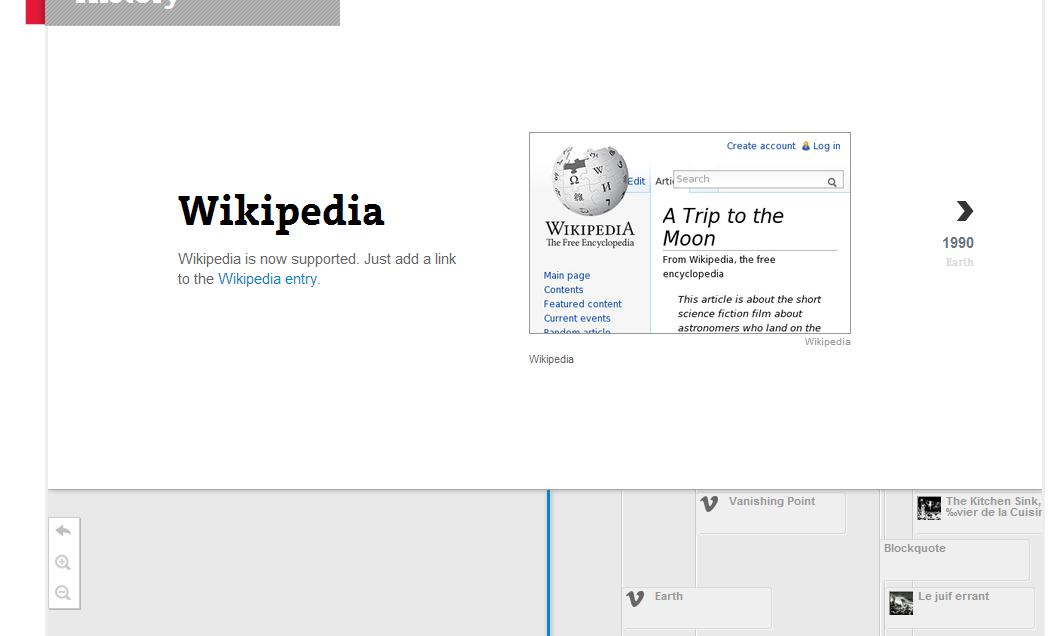 History
Wikipedia
Wikipedia is now supported. Just add a link
to the Wikipedia entry.
Create account Log in
Edit
Search
WIKIPEDIA
The Free Encyclopedia
Main page
Contents
Featured content
Current events
Random article
A Trip to the
Moon
From Wikipedia, the free
encyclopedia
This article is about the short
science fiction film about
astronomers who land on the
Wikipedia
Wikipedia
1990
Earth
Vanishing Point
The Kitchen Sink,
‰vier de la Cuisin
Blockquote
Earth
Le juif errant